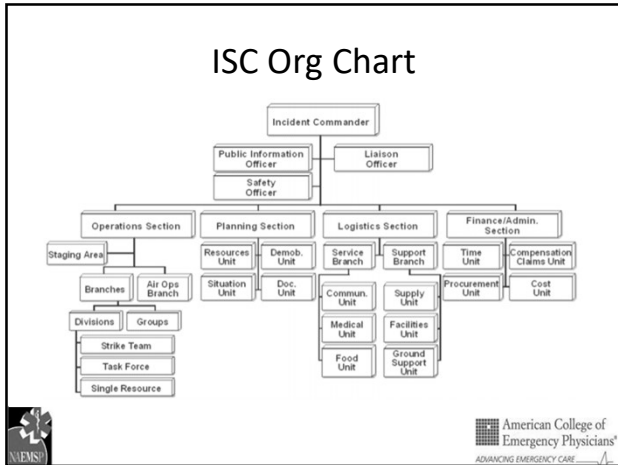 ISC Org Chart
Incident Commander
Public Information
Officer
Liaison
Officer
Safety
Officer
Operations Section
Planning Section
Logistics Section
Finance/Admin.
Section
Staging Area
Branches
Air Ops
Branch
Divisions
Groups
Strike Team
Task Force
Single Resource
Resources
Unit
Demob.
Unit
Situation
Unit
Doc.
Unit
Service
Branch
Support
Branch
Commun.
Unit
Supply
Unit
Medical
Unit
Facilities
Unit
Food
Unit
Ground
Support
Unit
Time
Unit
Compensation
Claims Unit
Procurement
Unit
Cost
Unit
NAEMSP
American College of
Emergency Physicians®
ADVANCING EMERGENCY CARE